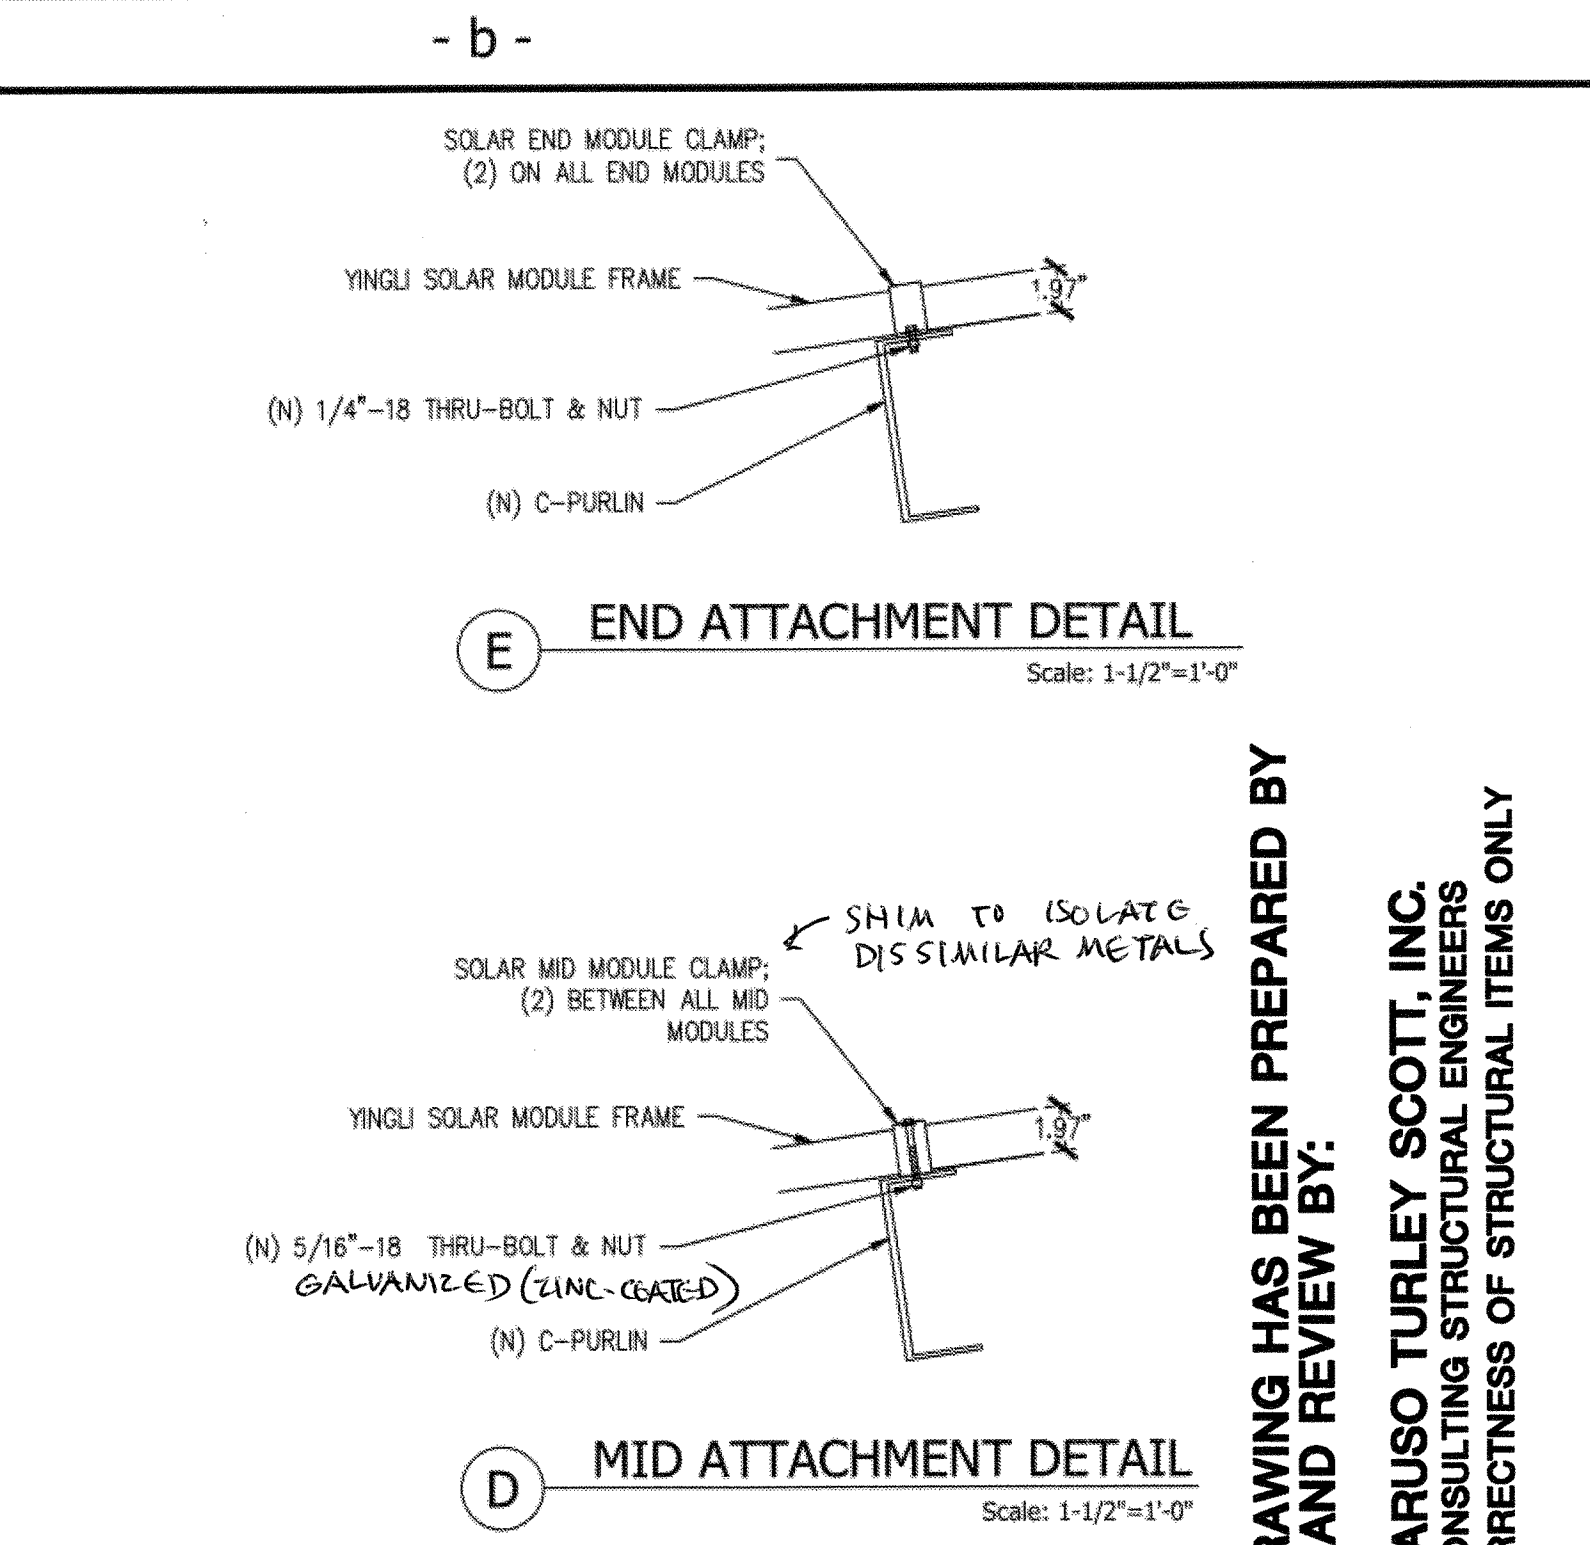 - b -
SOLAR END MODULE CLAMP;
(2) ON ALL END MODULES
YINGLI SOLAR MODULE FRAME
1.97"
(N) 1/4"-18 THRU-BOLT & NUT
(N) C-PURLIN
E
END ATTACHMENT DETAIL
Scale: 1-1/2"=1'-0"
SHIM TO ISOLATE
DISSIMILAR METALS
SOLAR MID MODULE CLAMP;
(2) BETWEEN ALL MID
MODULES
YINGLI SOLAR MODULE FRAME
1.97"
(N) 5/16"-18 THRU-BOLT & NUT
GALVANIZED (ZINC-COATED)
(N) C-PURLIN
D
MID ATTACHMENT DETAIL
Scale: 1-1/2"=1'-0"
RAWING HAS BEEN PREPARED BY
AND REVIEW BY:
ARUSO TURLEY SCOTT, INC.
ONSULTING STRUCTURAL ENGINEERS
RRECTNESS OF STRUCTURAL ITEMS ONLY